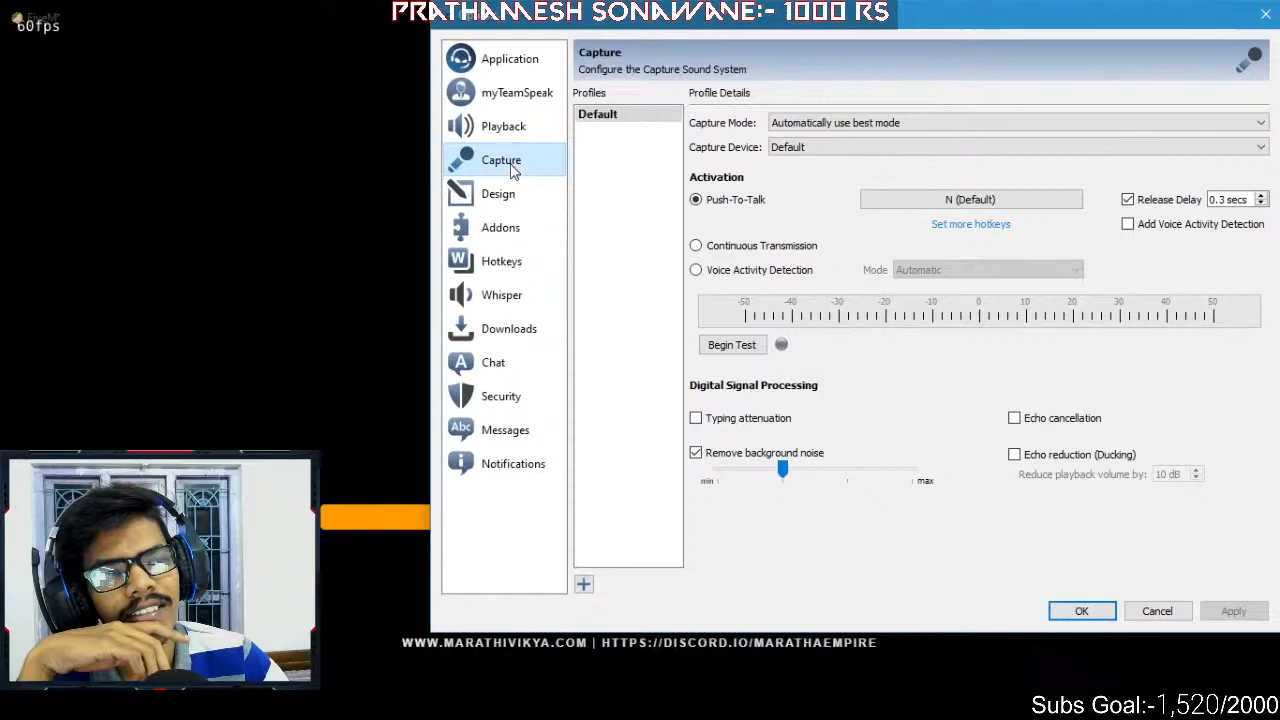 PRATHAMESH SONAWANE:- 1000 RS
60fps
Application
myTeamSpeak
Playback
Capture
Design
Addons
Hotkeys
Whisper
Downloads
Chat
Security
Messages
Notifications
Capture
Configure the Capture Sound System
Profiles
Default
Profile Details
Capture Mode: Automatically use best mode
Capture Device: Default
Activation
Push-To-Talk N (Default) Release Delay 0.3 secs
Set more hotkeys Add Voice Activity Detection
Continuous Transmission
Voice Activity Detection Mode Automatic
-50 -40 -30 -20 -10 0 10 20 30 40 50
Begin Test
Digital Signal Processing
Typing attenuation Echo cancellation
Remove background noise Echo reduction (Ducking)
min max Reduce playback volume by: 10 dB
OK Cancel Apply
WWW.MARATHIVIKYA.COM | HTTPS://DISCORD.IO/MARATHAEMPIRE
Subs Goal:-1,520/2000